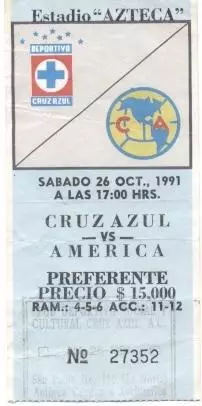 Estadio "AZTECA"
DEPORTIVO
CRUZ AZUL
C A
SABADO 26 OCT., 1991
A LAS 17:00 HRS.
CRUZ AZUL
—VS—
AMERICA
PREFERENTE
PRECIO $ 15,000
RAM.: 4-5-6 ACC.: 11-12
CULTURAL CRUZ AZUL, A.C.
Nº 27352